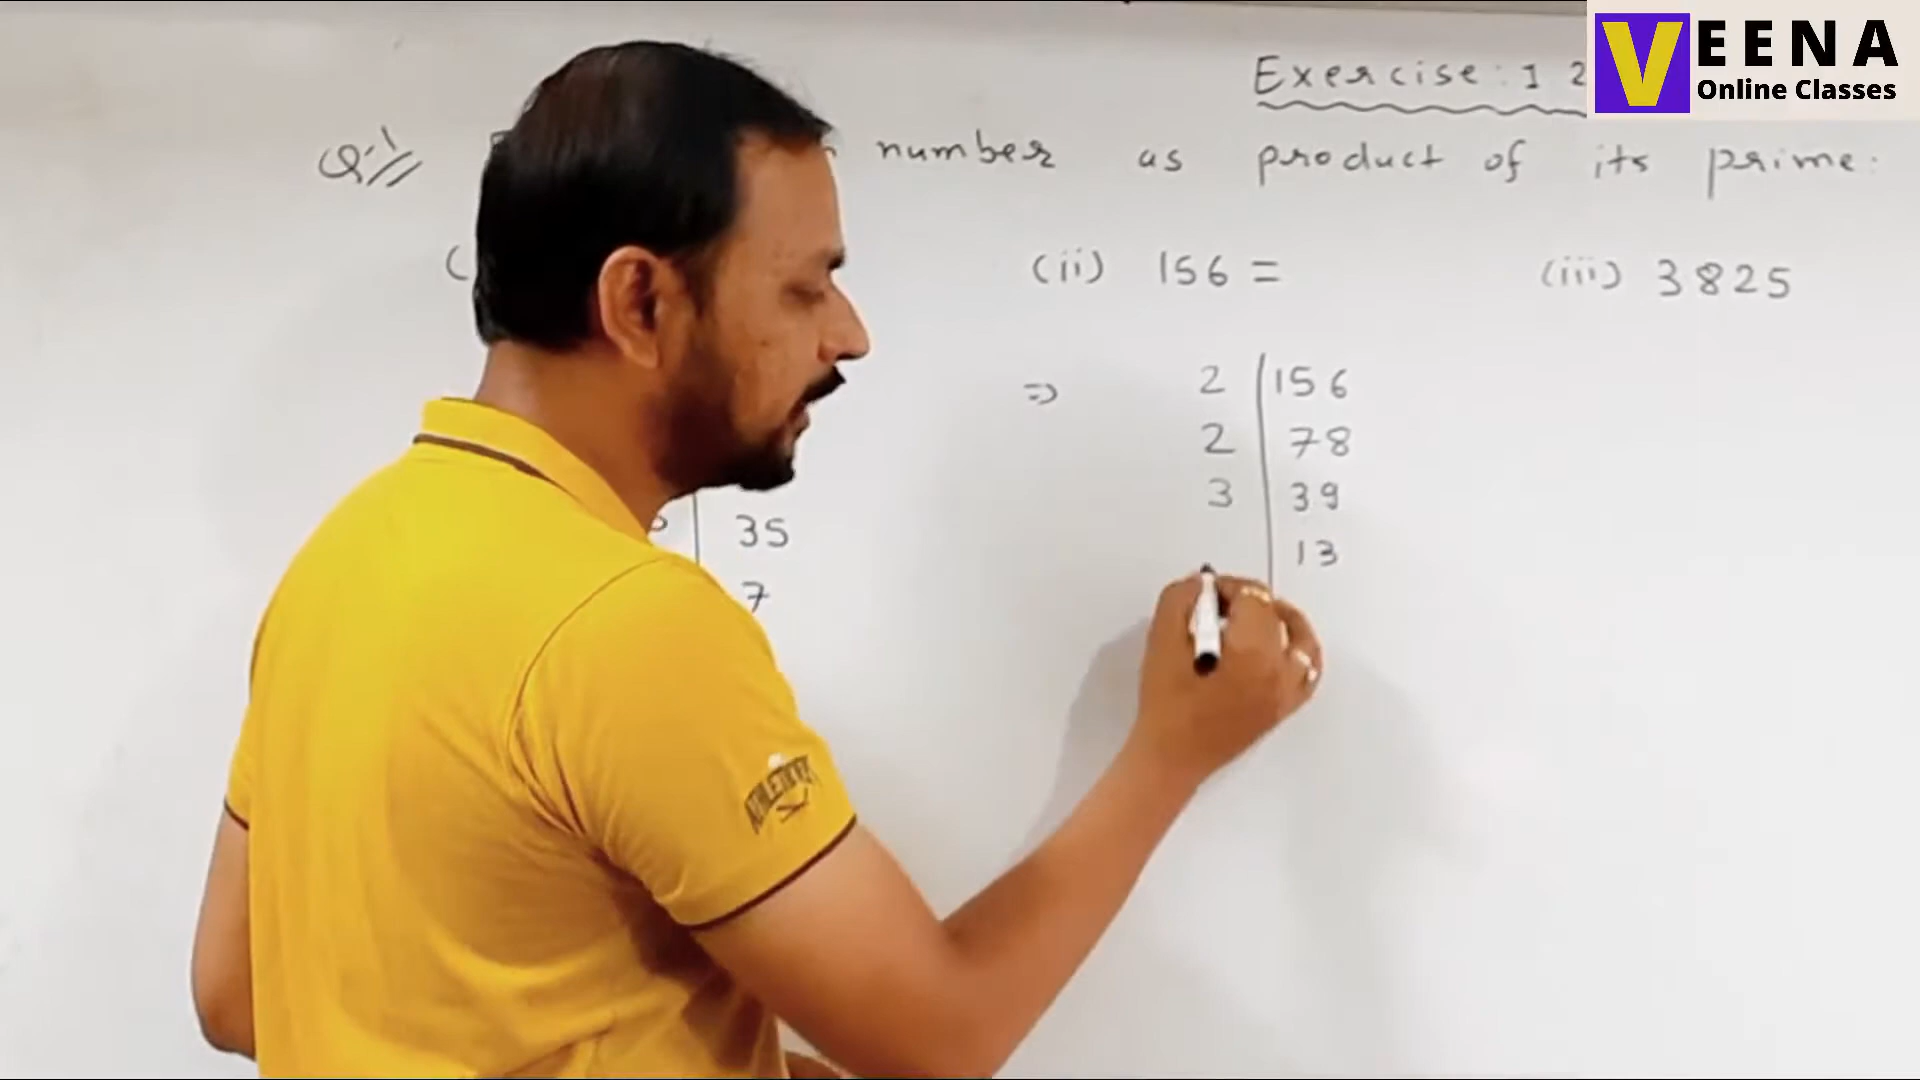 VEENA
Online Classes
Exercise: 1 2
Q.1 number as product of its prime:
( (ii) 156 = (iii) 3825
=> 2 156
2 78
3 39
35 13
7
ATHLETIC